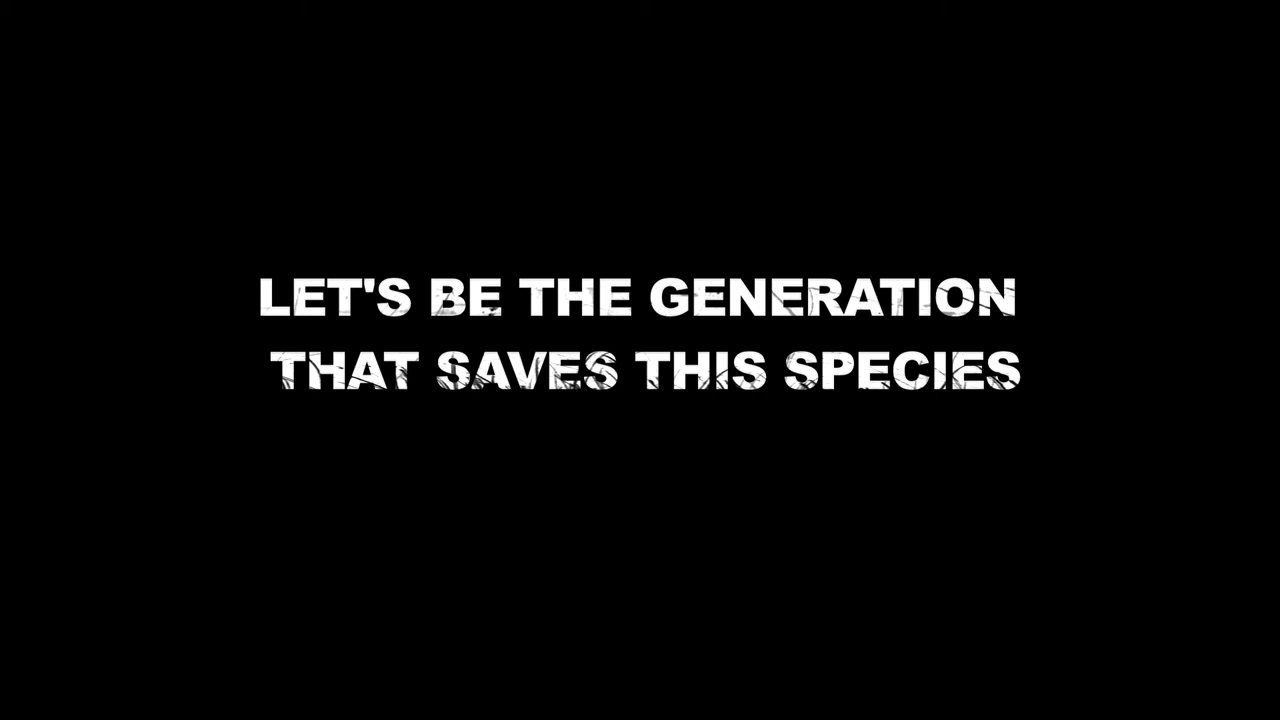 LET'S BE THE GENERATION
THAT SAVES THIS SPECIES